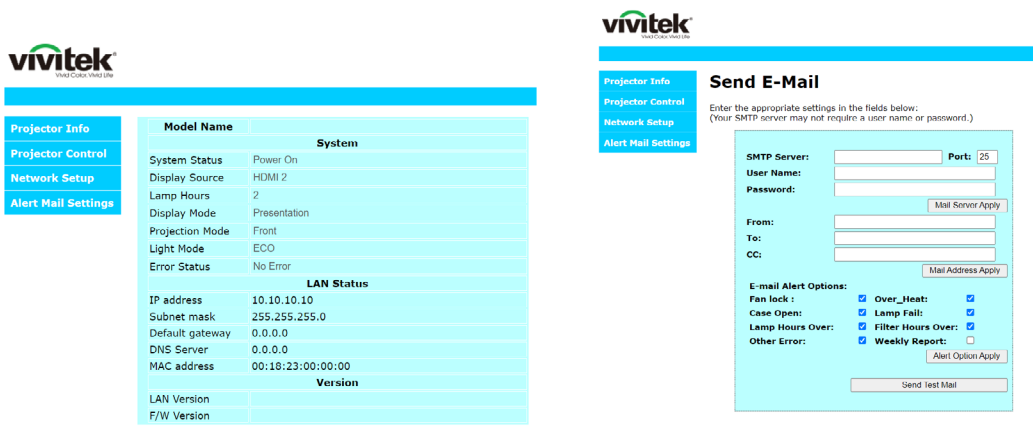 vivitek
Vivid Color. Vivid Life
Projector Info
Projector Control
Network Setup
Alert Mail Settings
Model Name
System
System Status Power On
Display Source HDMI 2
Lamp Hours 2
Display Mode Presentation
Projection Mode Front
Light Mode ECO
Error Status No Error
LAN Status
IP address 10.10.10.10
Subnet mask 255.255.255.0
Default gateway 0.0.0.0
DNS Server 0.0.0.0
MAC address 00:18:23:00:00:00
Version
LAN Version
F/W Version
vivitek
Vivid Color. Vivid Life
Projector Info
Projector Control
Network Setup
Alert Mail Settings
Send E-Mail
Enter the appropriate settings in the fields below:
(Your SMTP server may not require a user name or password.)
SMTP Server: Port: 25
User Name:
Password:
Mail Server Apply
From:
To:
CC:
Mail Address Apply
E-mail Alert Options:
Fan lock : Over_Heat:
Case Open: Lamp Fail:
Lamp Hours Over: Filter Hours Over:
Other Error: Weekly Report:
Alert Option Apply
Send Test Mail